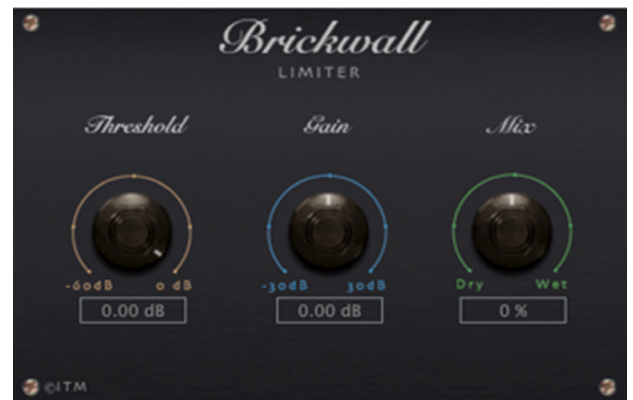 Brickwall
LIMITER
Threshold Gain Mix
-60dB 0 dB -30dB 30dB Dry Wet
0.00 dB 0.00 dB 0 %
©ITM